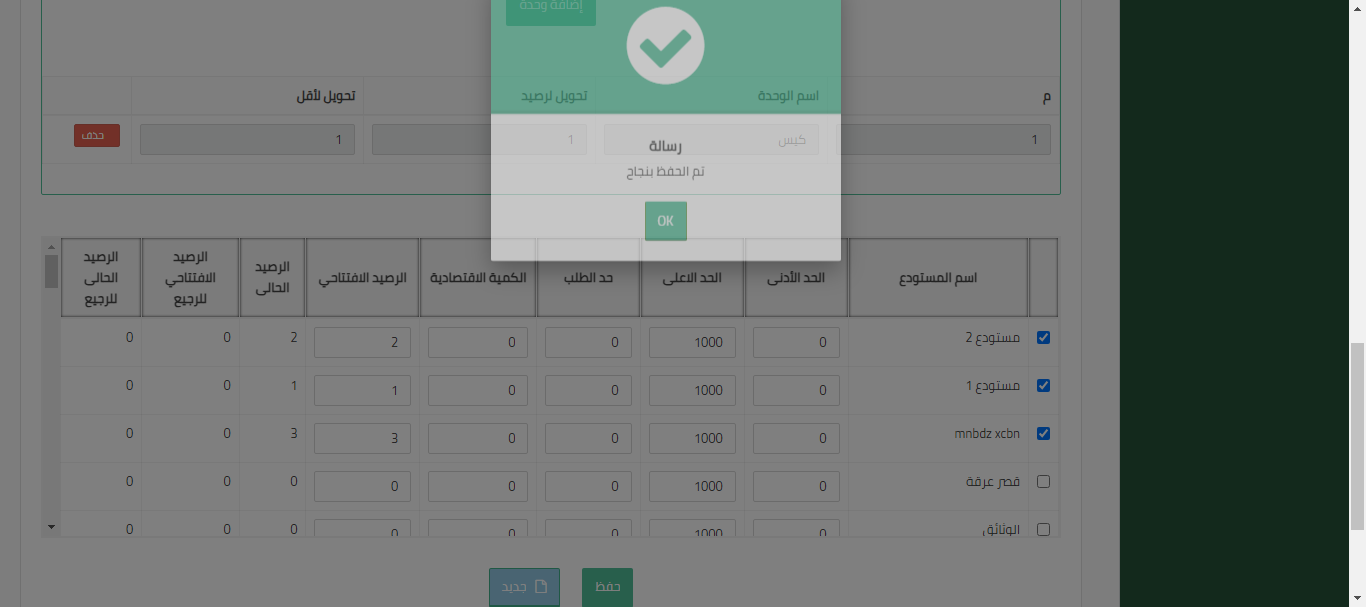 إضافة وحدة
م
اسم الوحدة
تحويل لرصيد
تحويل لأقل
1
كيس
1
1
حذف
رسالة
تم الحفظ بنجاح
OK
اسم المستودع
الحد الأدنى
الحد الاعلى
حد الطلب
الكمية الاقتصادية
الرصيد الافتتاحي
الرصيد
الحالى
الرصيد
الافتتاحي
للرجيع
الرصيد
الحالى
للرجيع
مستودع 2 0 1000 0 0 2 2 0 0
مستودع 1 0 1000 0 0 1 1 0 0
mnbdz xcbn 0 1000 0 0 3 3 0 0
قصر عرقة 0 1000 0 0 0 0 0 0
الوثائق 0 1000 0 0 0 0 0 0
حفظ
جديد